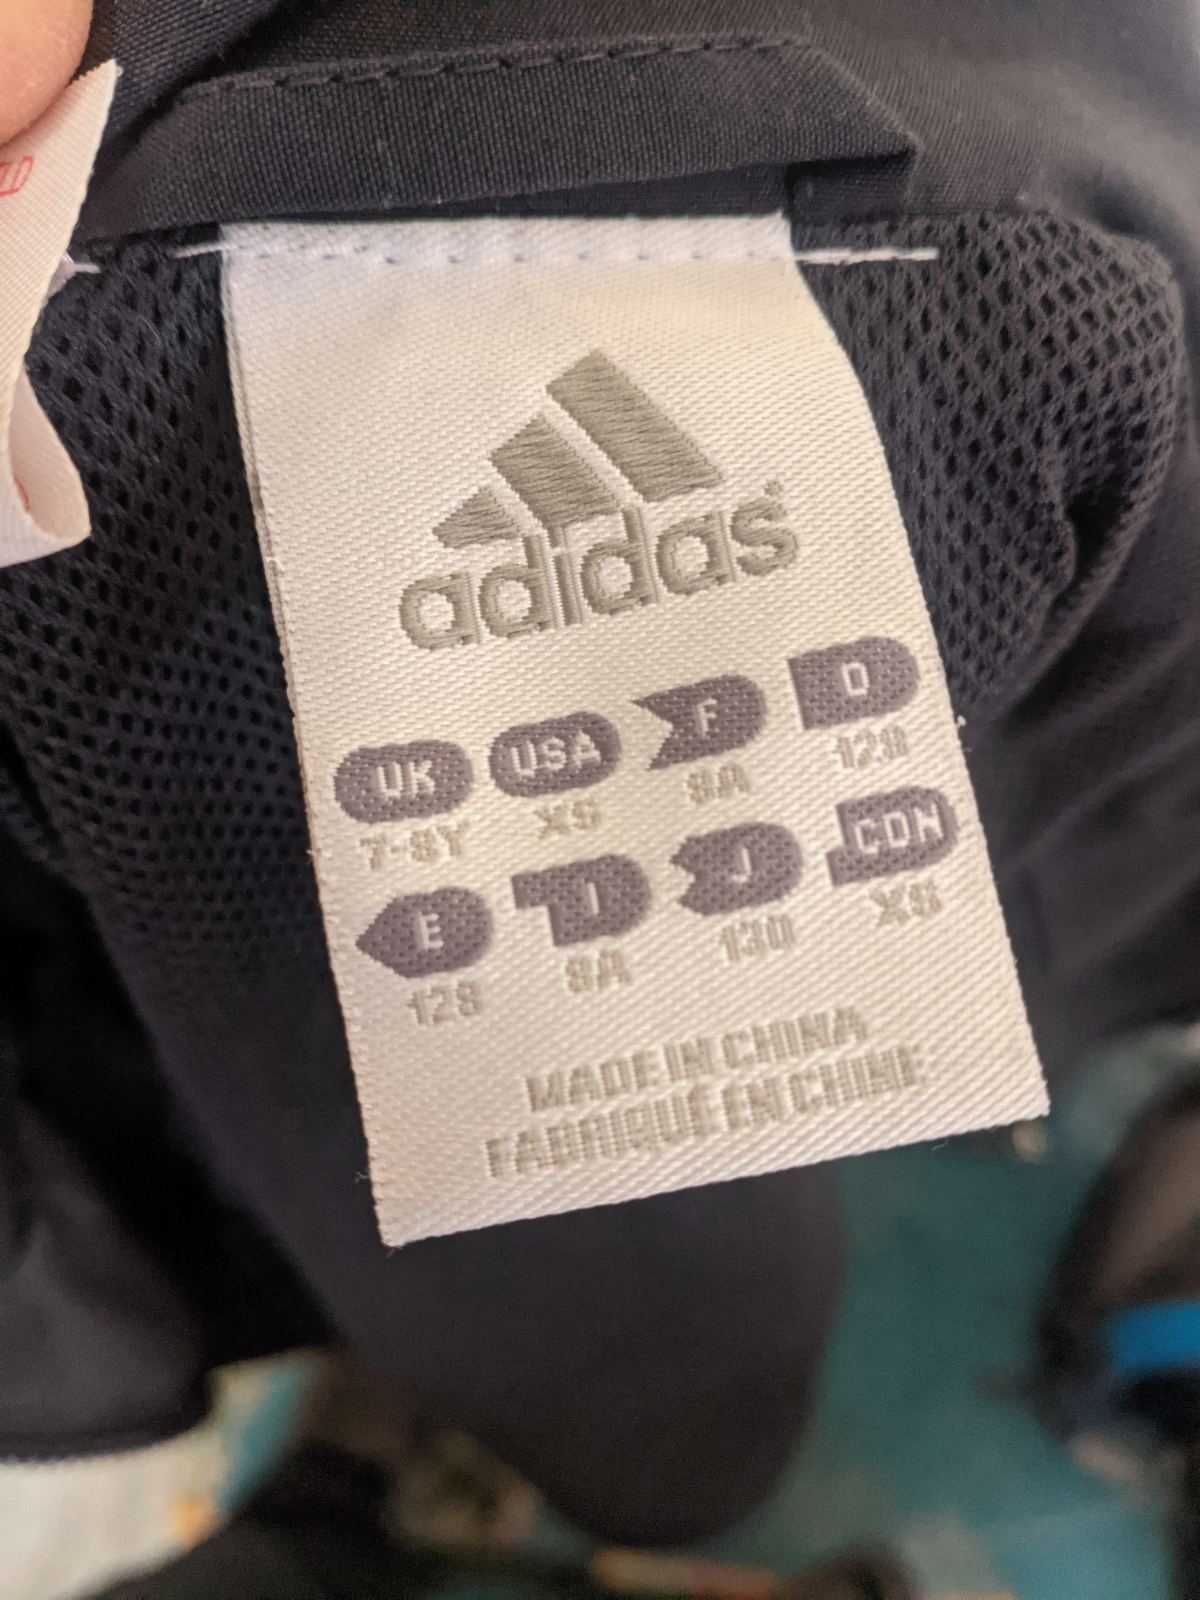 adidas®
UK USA F D
7-8Y XS 8A 128
E I J CDN
128 8A 130 XS
MADE IN CHINA
FABRIQUÉ EN CHINE